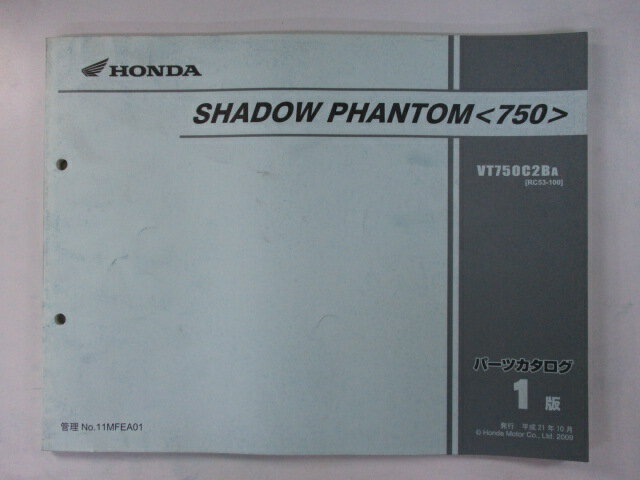 HONDA
SHADOW PHANTOM<750>
VT750C2BA
[RC53-100]
パーツカタログ
1版
発行 平成21年10月
© Honda Motor Co., Ltd. 2009
管理 No.11MFEA01